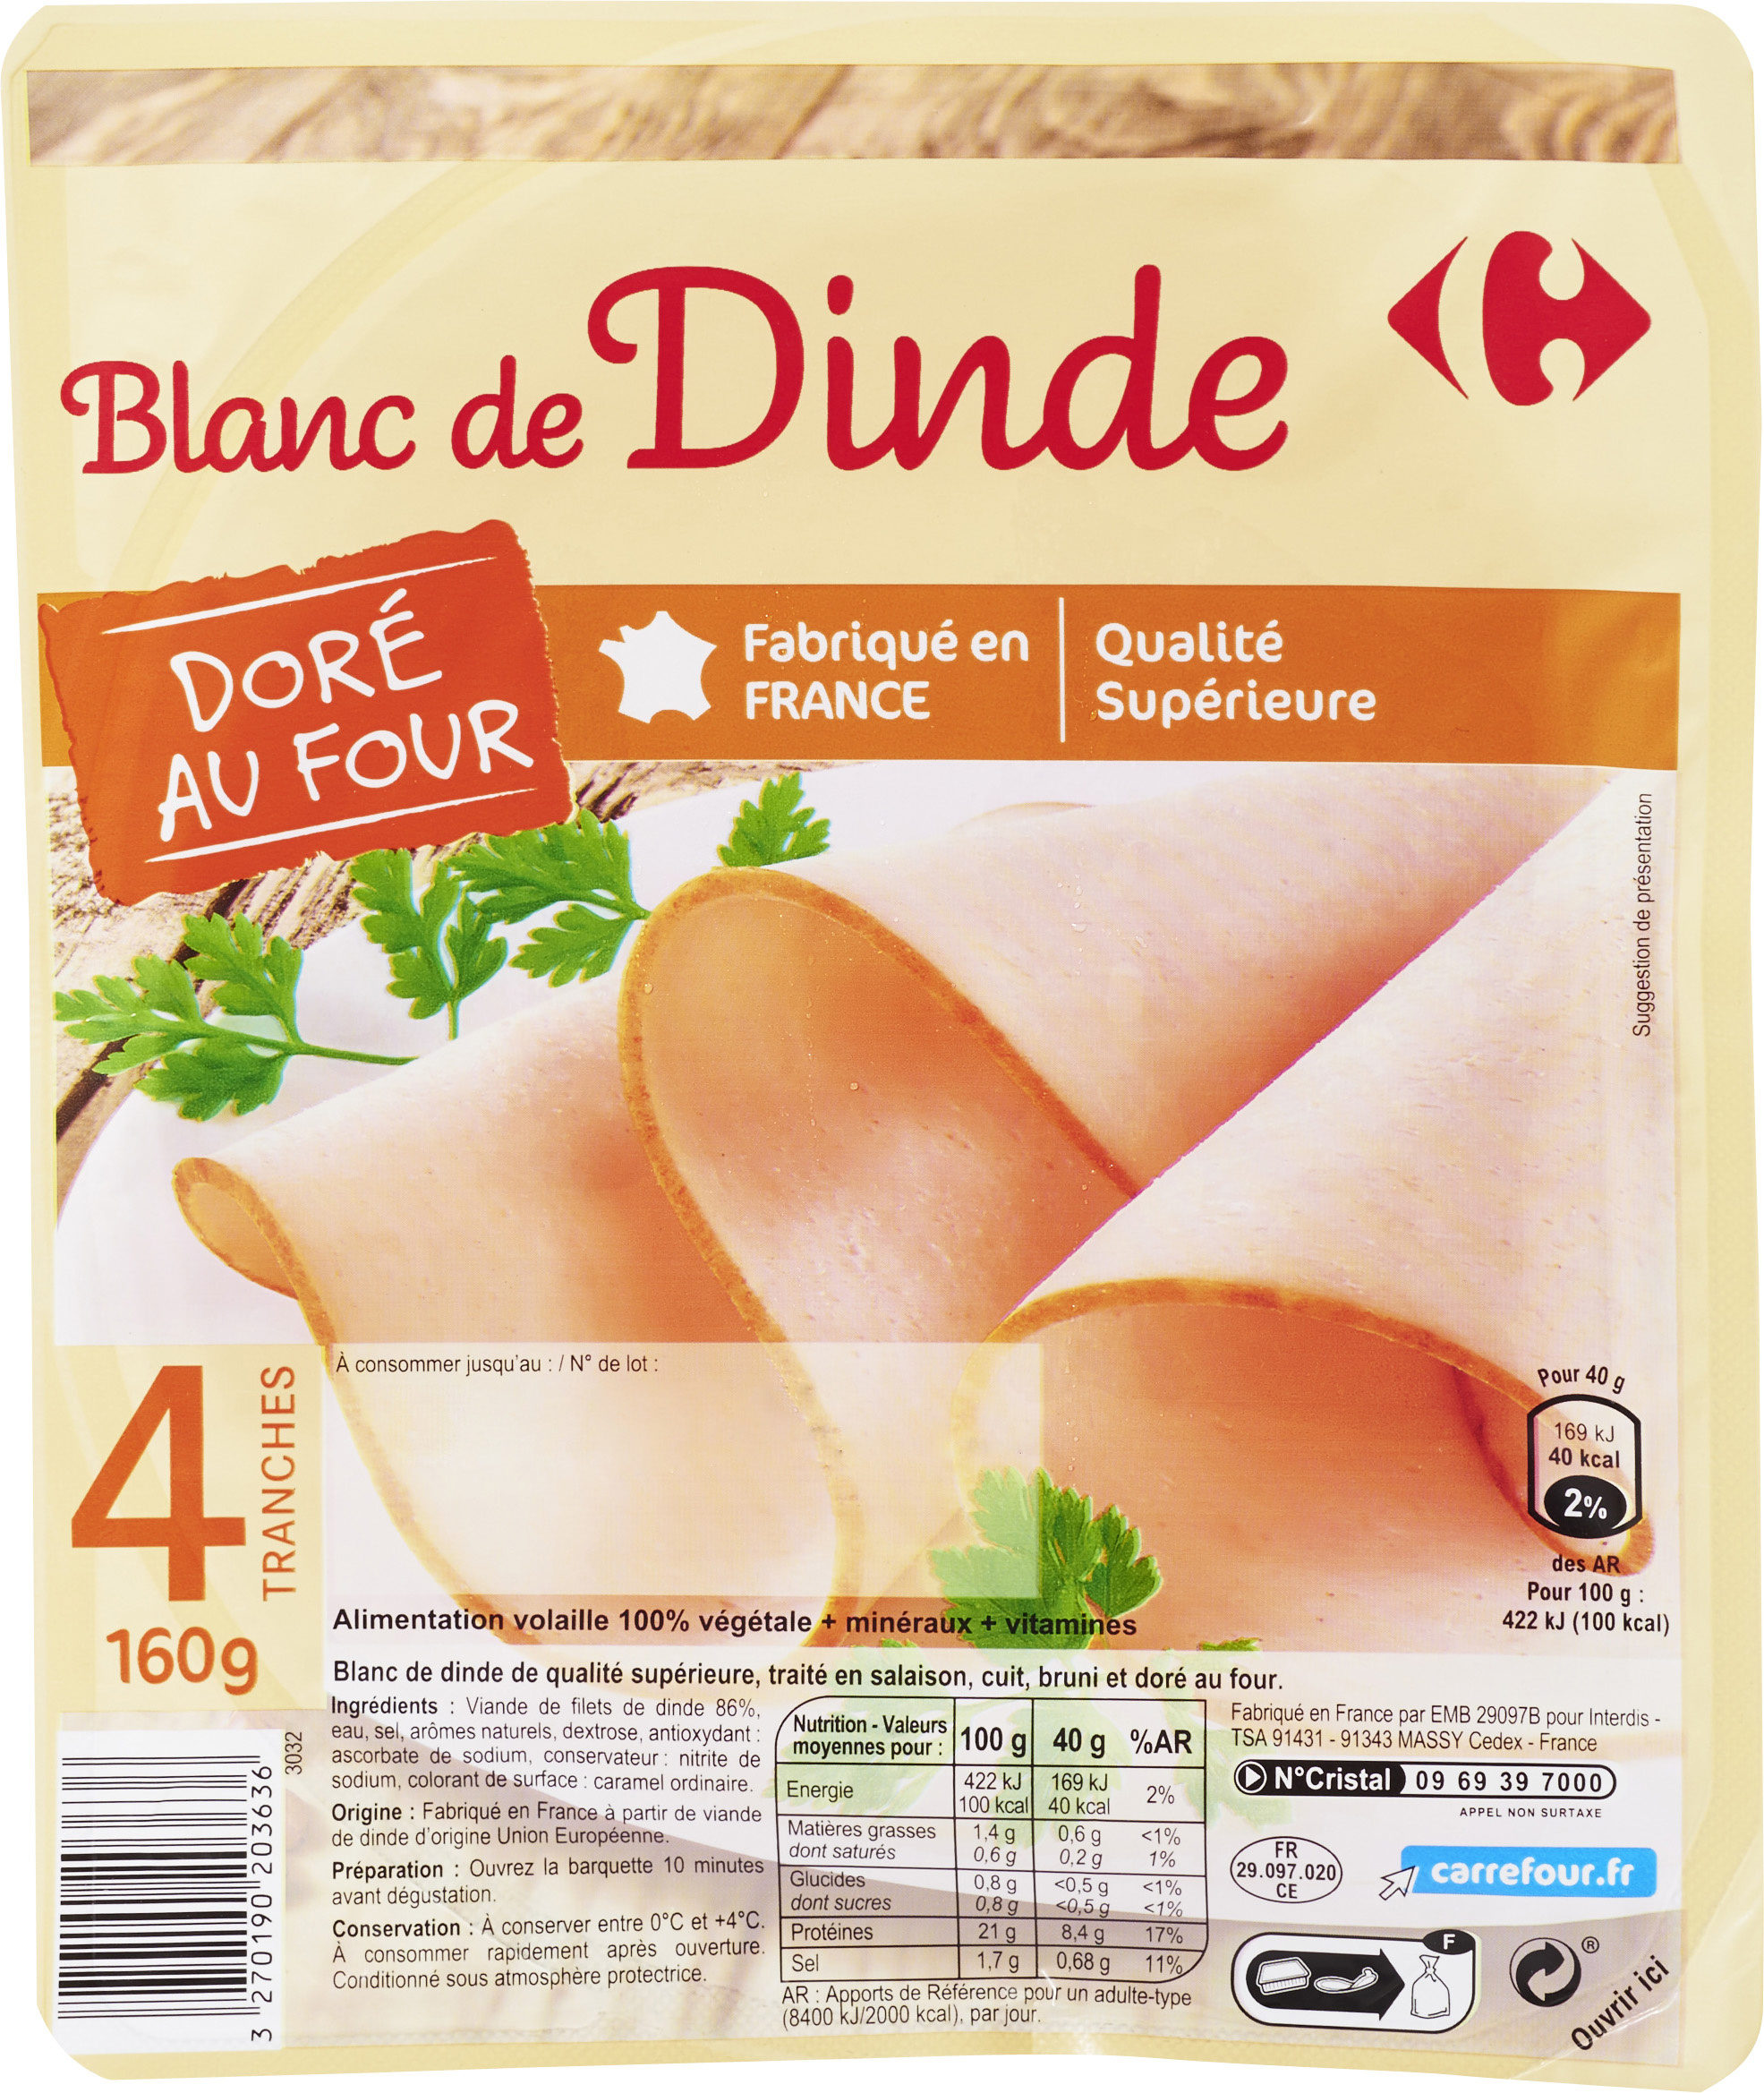 Blanc de Dinde
DORÉ
AU FOUR
Fabriqué en
FRANCE
Qualité
Supérieure
Suggestion de présentation
À consommer jusqu'au : / N° de lot :
4
TRANCHES
160g
Pour 40 g
169 kJ
40 kcal
2%
des AR
Pour 100 g :
422 kJ (100 kcal)
Alimentation volaille 100% végétale + minéraux + vitamines
Blanc de dinde de qualité supérieure, traité en salaison, cuit, bruni et doré au four.
Ingrédients : Viande de filets de dinde 86%,
eau, sel, arômes naturels, dextrose, antioxydant :
ascorbate de sodium, conservateur : nitrite de
sodium, colorant de surface : caramel ordinaire.
Origine : Fabriqué en France à partir de viande
de dinde d'origine Union Européenne.
Préparation : Ouvrez la barquette 10 minutes
avant dégustation.
Conservation : À conserver entre 0°C et +4°C.
À consommer rapidement après ouverture.
Conditionné sous atmosphère protectrice.
Nutrition - Valeurs
moyennes pour : 100 g 40 g %AR
Energie 422 kJ 169 kJ 2%
100 kcal 40 kcal
Matières grasses 1,4 g 0,6 g <1%
dont saturés 0,6 g 0,2 g 1%
Glucides 0,8 g <0,5 g <1%
dont sucres 0,8 g <0,5 g <1%
Protéines 21 g 8,4 g 17%
Sel 1,7 g 0,68 g 11%
AR : Apports de Référence pour un adulte-type
(8400 kJ/2000 kcal), par jour.
Fabriqué en France par EMB 29097B pour Interdis -
TSA 91431 - 91343 MASSY Cedex - France
N°Cristal 09 69 39 7000
APPEL NON SURTAXE
FR
29.097.020
CE
carrefour.fr
F
®
Ouvrir ici
3032
3 270190 203636